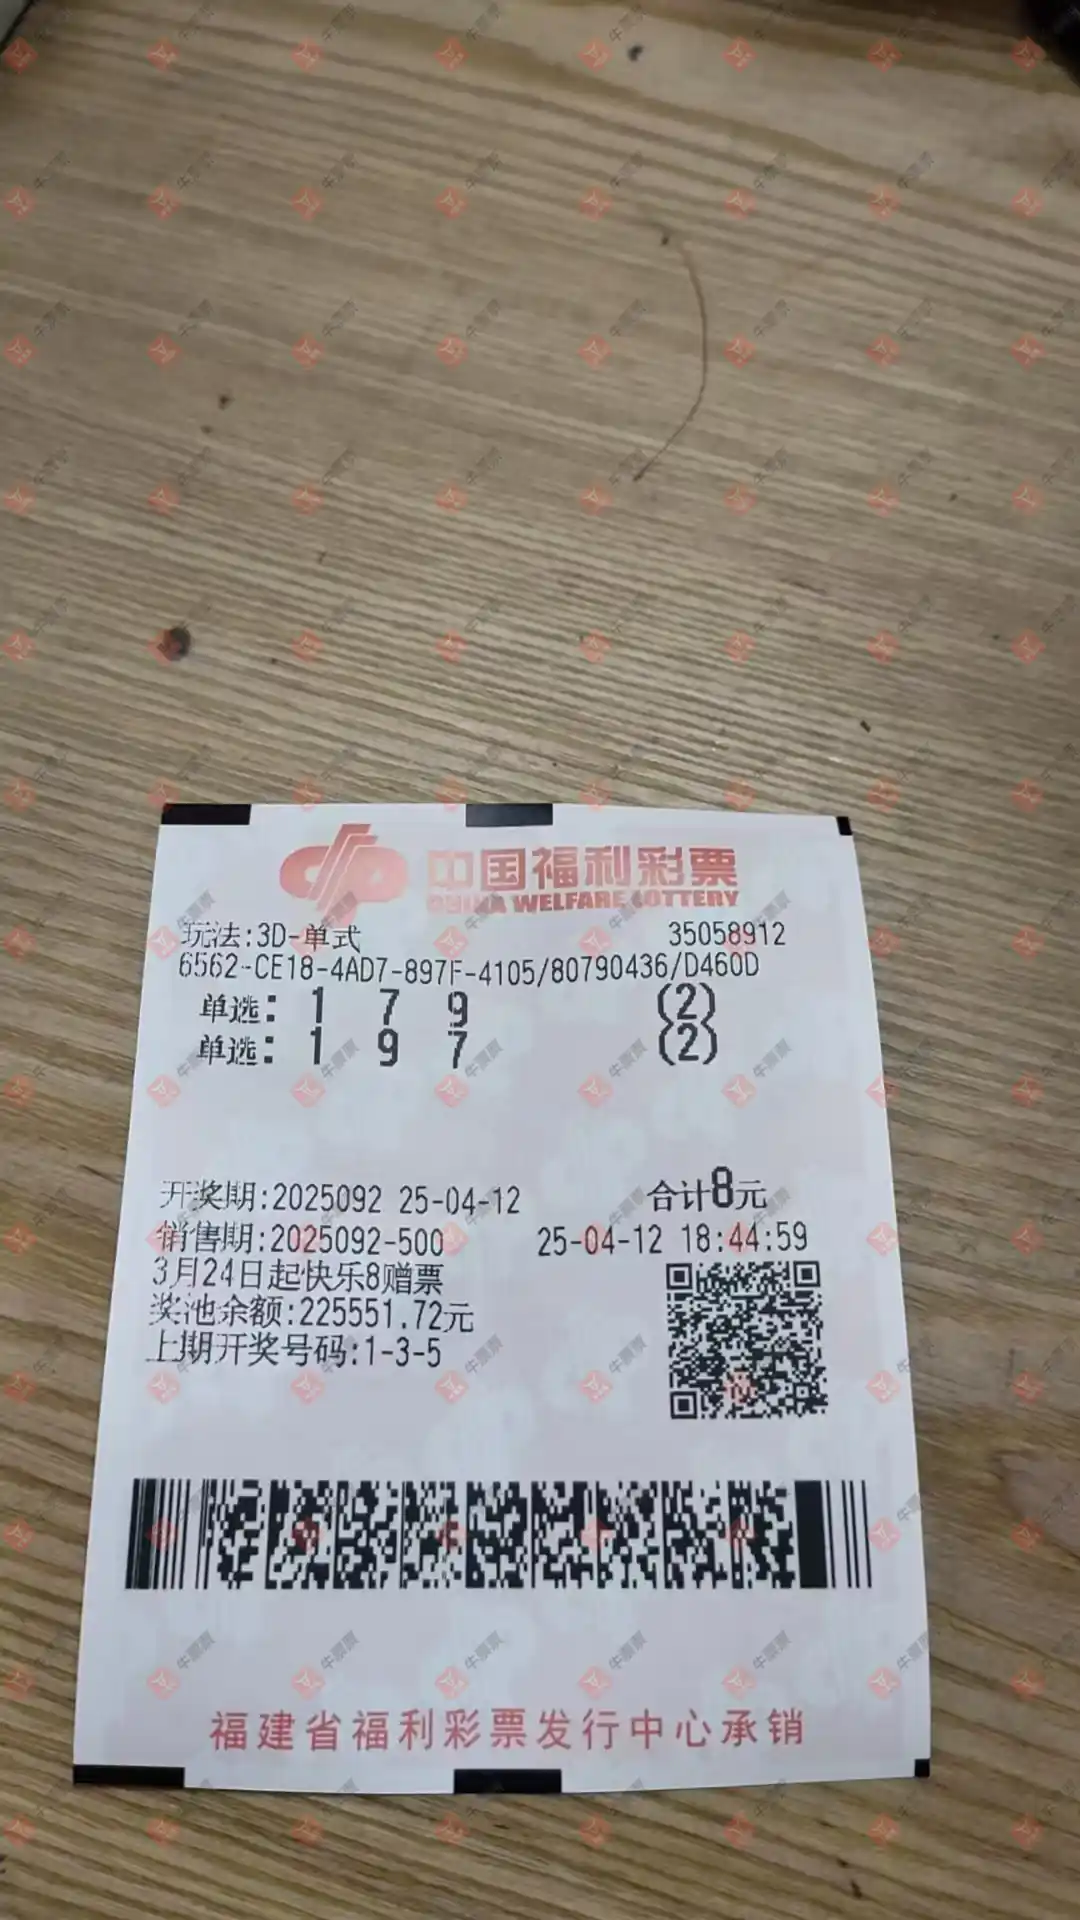 中国福利彩票
CHINA WELFARE LOTTERY
玩法:3D-单式 35058912
6562-CE18-4AD7-897F-4105/80790436/D460D
单选: 1 7 9 (2)
单选: 1 9 7 (2)
开奖期:2025092 25-04-12 合计8元
销售期:2025092-500 25-04-12 18:44:59
3月24日起快乐8赠票
奖池余额:225551.72元
上期开奖号码:1-3-5
福建省福利彩票发行中心承销
牛票票